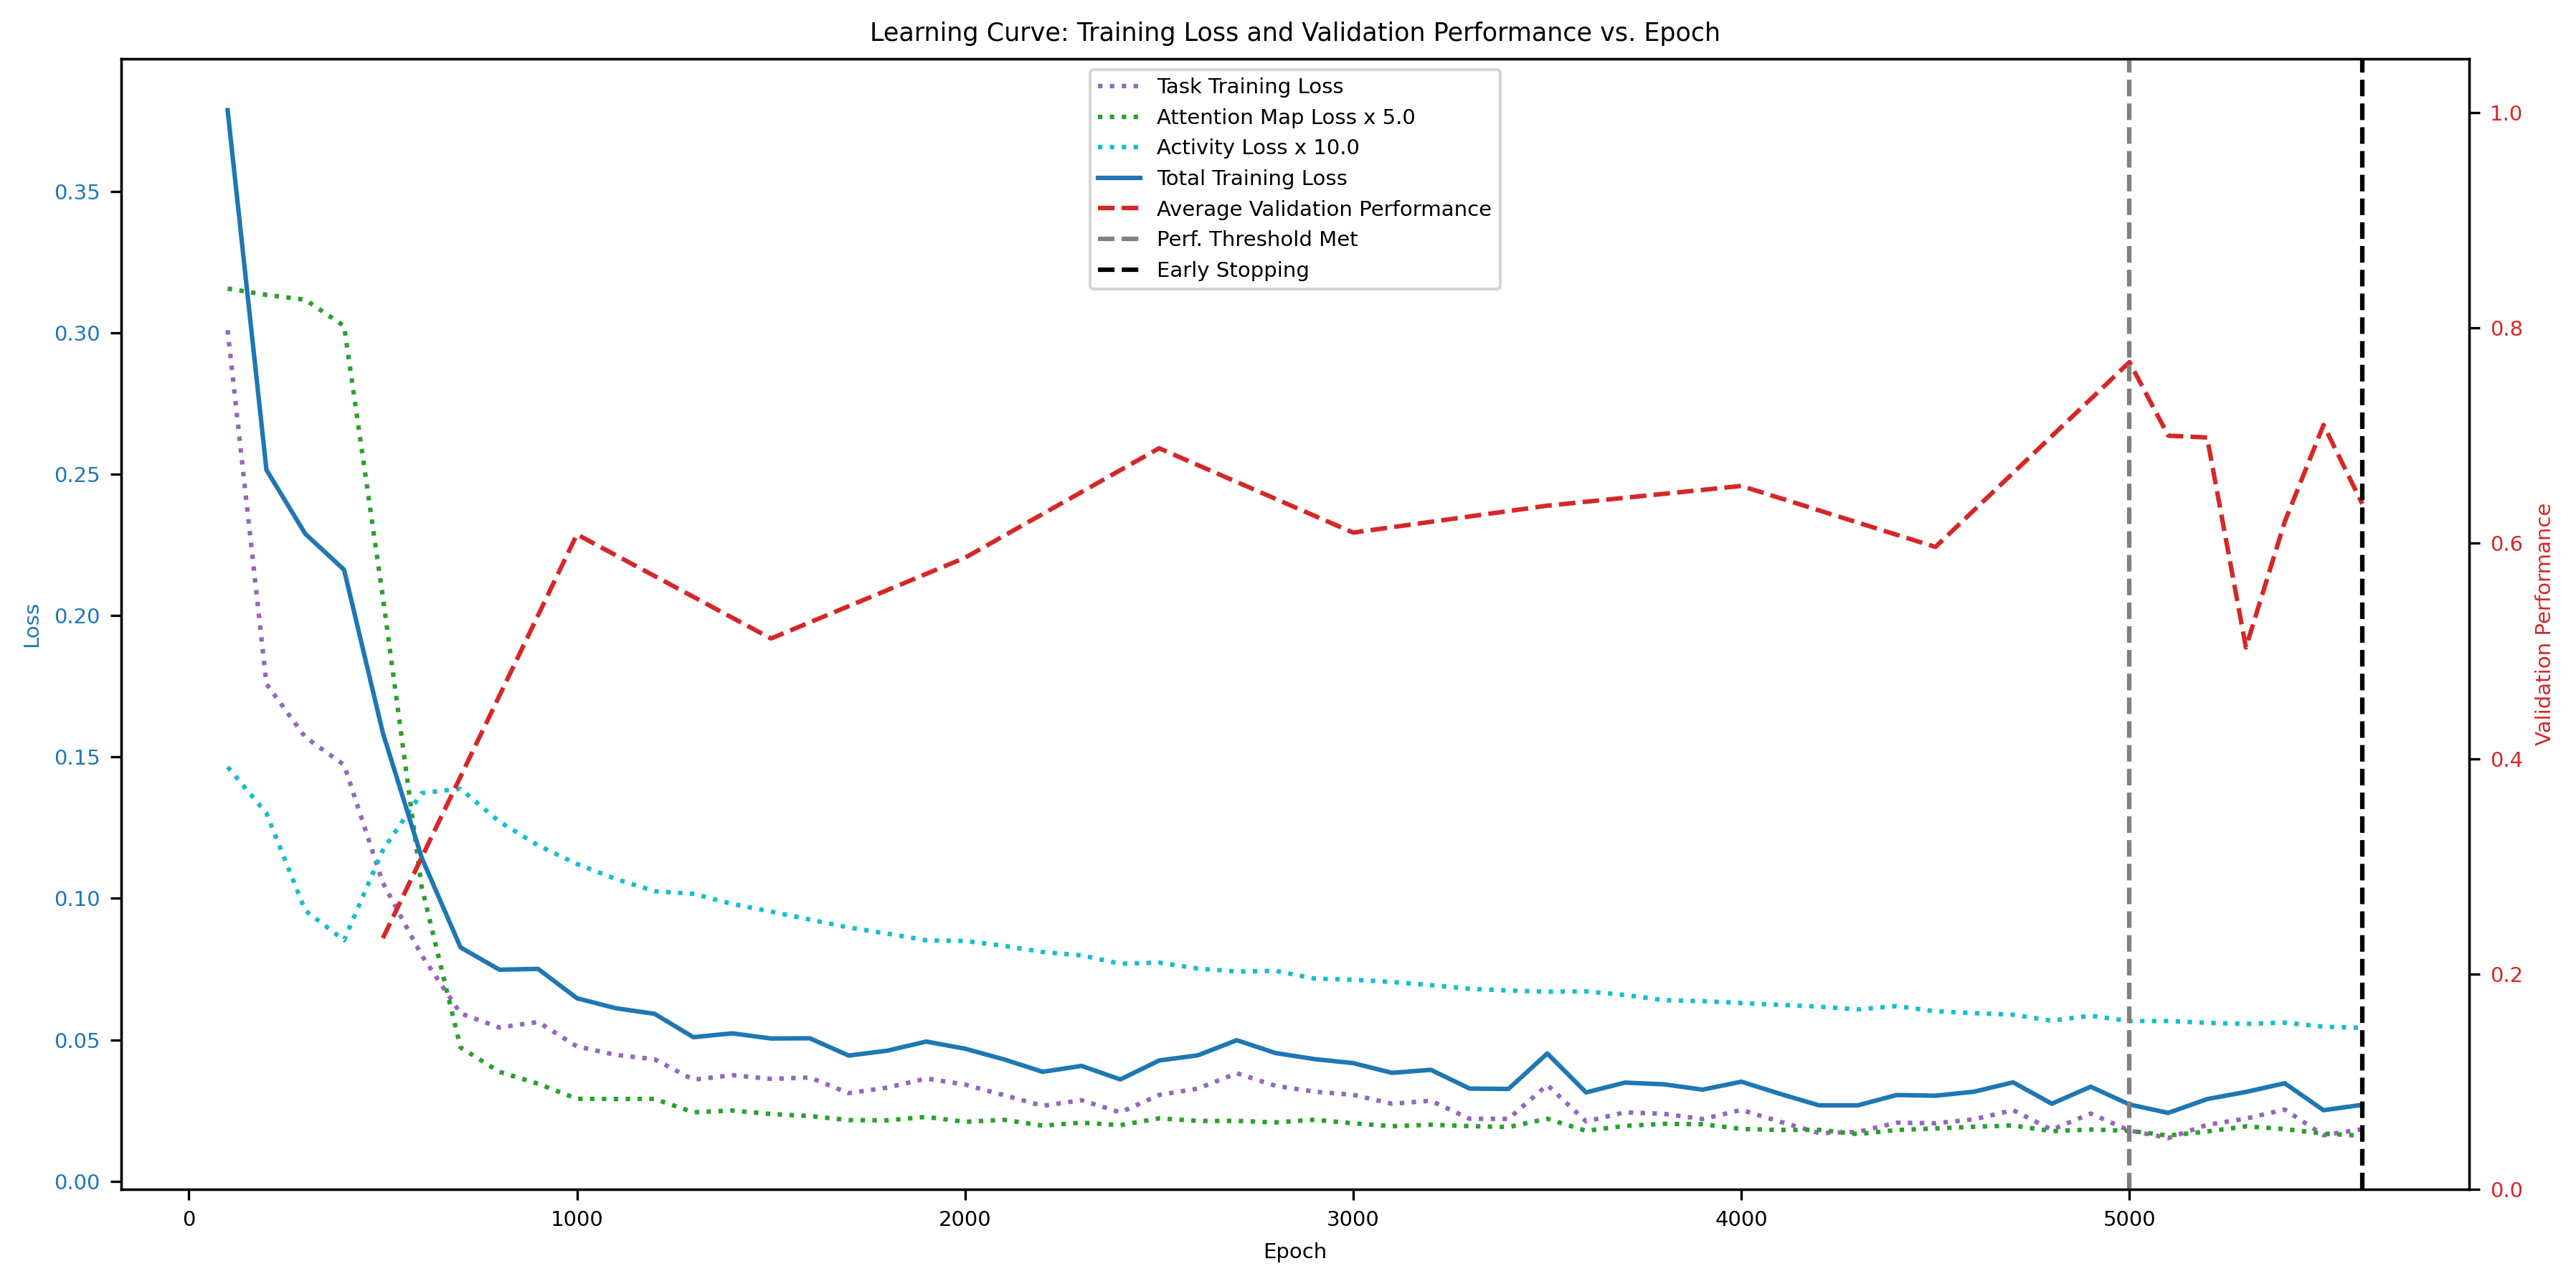 Learning Curve: Training Loss and Validation Performance vs. Epoch
Task Training Loss
Attention Map Loss x 5.0
Activity Loss x 10.0
Total Training Loss
Average Validation Performance
Perf. Threshold Met
Early Stopping
Loss
0.35
0.30
0.25
0.20
0.15
0.10
0.05
0.00
1.0
0.8
0.6
0.4
0.2
0.0
Validation Performance
0 1000 2000 3000 4000 5000
Epoch